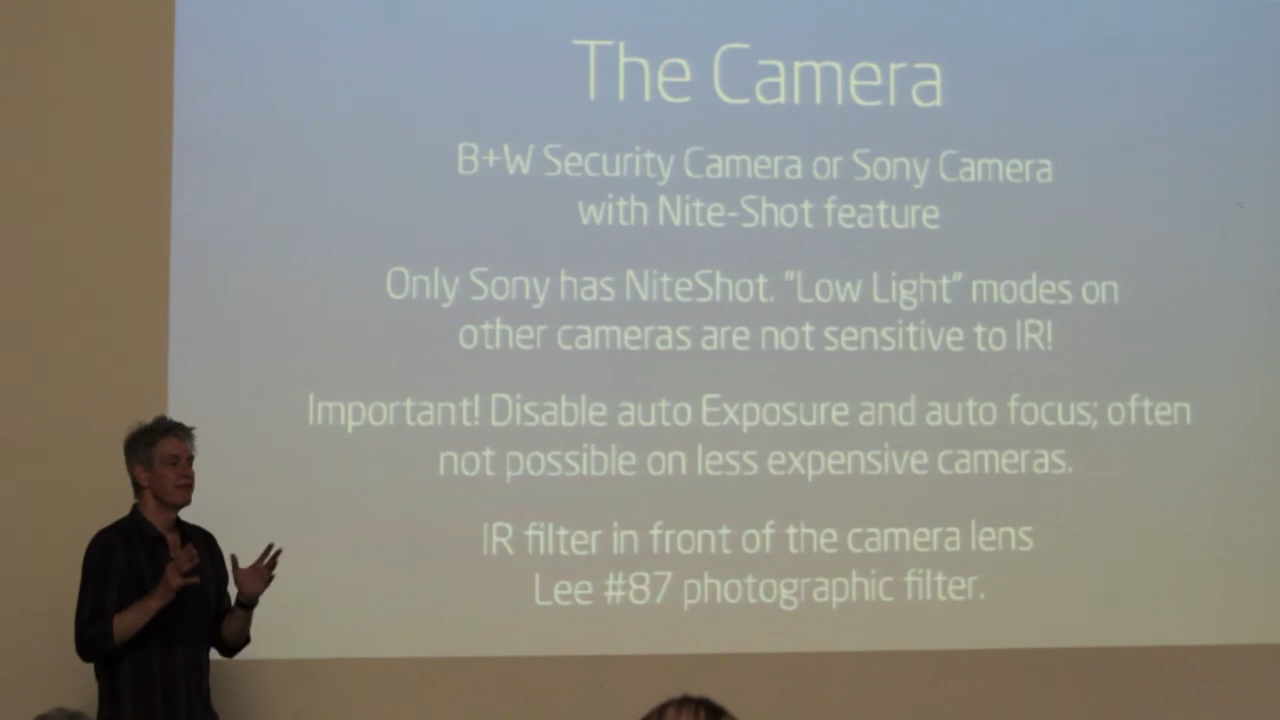 The Camera
B+W Security Camera or Sony Camera
with Nite-Shot feature
Only Sony has NiteShot. "Low Light" modes on
other cameras are not sensitive to IR!
Important! Disable auto Exposure and auto focus; often
not possible on less expensive cameras.
IR filter in front of the camera lens
Lee #87 photographic filter.